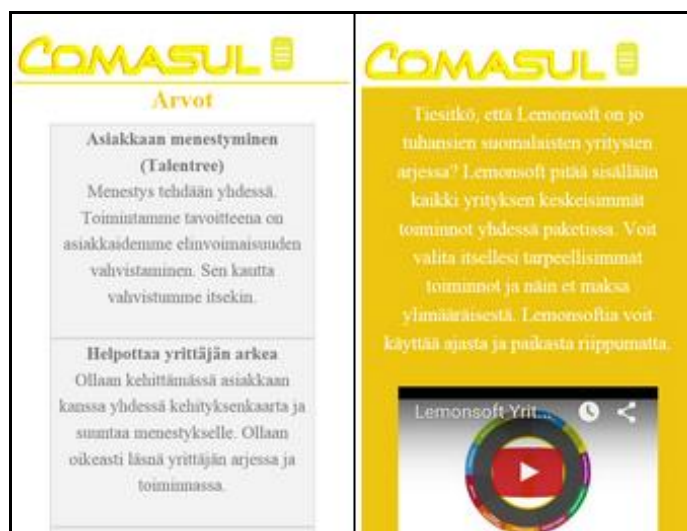 COMASUL
Arvot
Asiakkaan menestyminen
(Talentree)
Menestys tehdään yhdessä.
Toimintamme tavoitteena on
asiakkaidemme elinvoimaisuuden
vahvistaminen. Sen kautta
vahvistumme itsekin.
Helpottaa yrittäjän arkea
Ollaan kehittämässä asiakkaan
kanssa yhdessä kehityksenkaarta ja
suuntaa menestykselle. Ollaan
oikeasti läsnä yrittäjän arjessa ja
toiminnassa.
COMASUL
Tiesitkö, että Lemonsoft on jo
tuhansien suomalaisten yritysten
arjessa? Lemonsoft pitää sisällään
kaikki yrityksen keskeisimmät
toiminnot yhdessä paketissa. Voit
valita itsellesi tarpeellisimmat
toiminnot ja näin et maksa
ylimääräisestä. Lemonsoftia voit
käyttää ajasta ja paikasta riippumatta.
Lemonsoft Yrit...